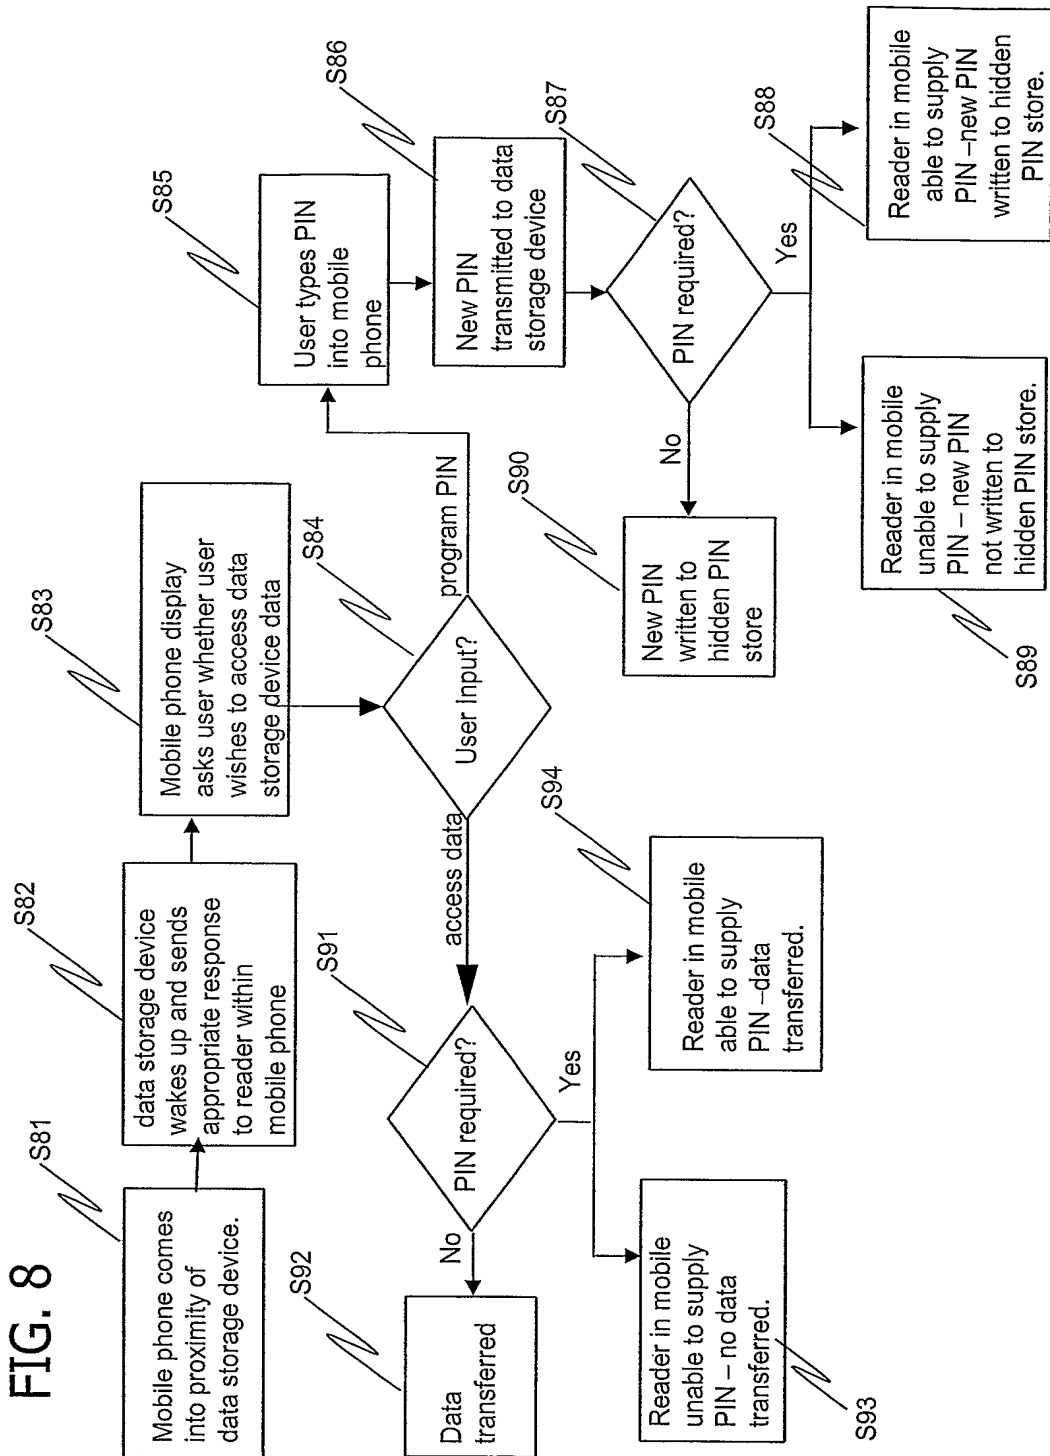 FIG. 8
S81
Mobile phone comes
into proximity of
data storage device.
S82
data storage device
wakes up and sends
appropriate response
to reader within
mobile phone
S83
Mobile phone display
asks user whether user
wishes to access data
storage device data
S84
User Input?
program PIN
access data
S85
User types PIN
into mobile
phone
S86
New PIN
transmitted to data
storage device
S87
PIN required?
Yes
No
S88
Reader in mobile
able to supply
PIN –new PIN
written to hidden
PIN store.
Reader in mobile
unable to supply
PIN – new PIN
not written to
hidden PIN store.
S89
S90
New PIN
written to
hidden PIN
store
S91
PIN required?
No
Yes
S92
Data
transferred
Reader in mobile
unable to supply
PIN – no data
transferred.
S93
S94
Reader in mobile
able to supply
PIN –data
transferred.